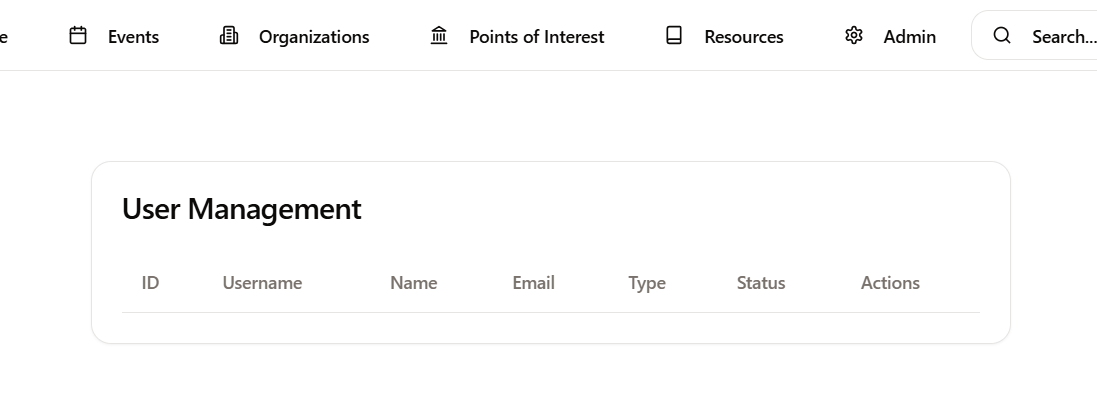 e Events Organizations Points of Interest Resources Admin Search...
User Management
ID Username Name Email Type Status Actions